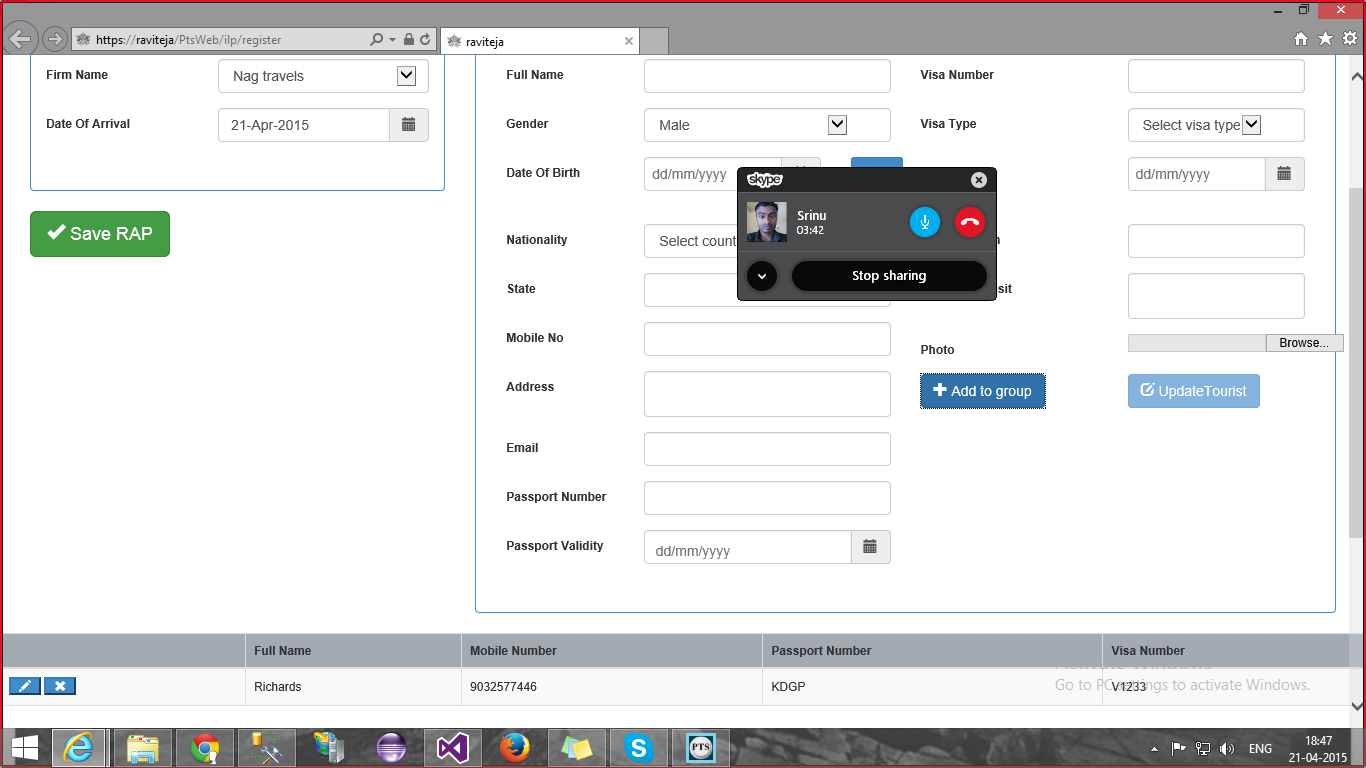 https://raviteja/PtsWeb/ilp/register
raviteja
Firm Name
Nag travels
Date Of Arrival
21-Apr-2015
Save RAP
Full Name
Visa Number
Gender
Male
Visa Type
Select visa type
Date Of Birth
dd/mm/yyyy
dd/mm/yyyy
skype
Srinu
03:42
Stop sharing
Nationality
Select count
State
sit
Mobile No
Photo
Browse...
Address
Add to group
UpdateTourist
Email
Passport Number
Passport Validity
dd/mm/yyyy
Full Name
Mobile Number
Passport Number
Visa Number
Richards
9032577446
KDGP
V1233
Activate Windows
Go to PC settings to activate Windows.
PTS
ENG
18:47
21-04-2015